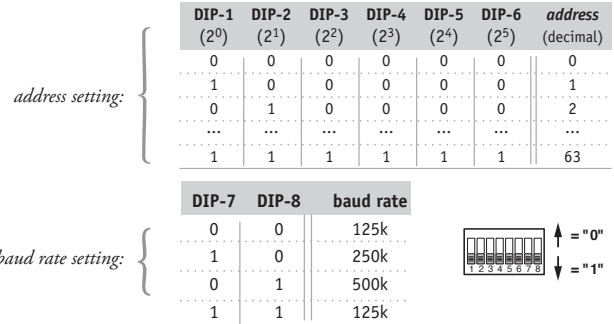 DIP-1 DIP-2 DIP-3 DIP-4 DIP-5 DIP-6 address
(2⁰) (2¹) (2²) (2³) (2⁴) (2⁵) (decimal)
0 0 0 0 0 0 0
1 0 0 0 0 0 1
address setting:
0 1 0 0 0 0 2
... ... ... ... ... ... ...
1 1 1 1 1 1 63
DIP-7 DIP-8 baud rate
0 0 125k
1 0 250k
baud rate setting:
0 1 500k
1 1 125k
= "0"
1 2 3 4 5 6 7 8
= "1"